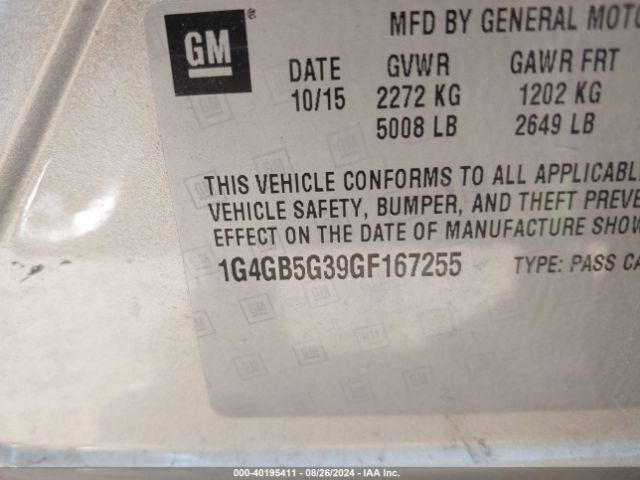 GM
®
MFD BY GENERAL MOTO
DATE GVWR GAWR FRT
10/15 2272 KG 1202 KG
5008 LB 2649 LB
THIS VEHICLE CONFORMS TO ALL APPLICABLE
VEHICLE SAFETY, BUMPER, AND THEFT PREVE
EFFECT ON THE DATE OF MANUFACTURE SHOW
1G4GB5G39GF167255 TYPE: PASS CA
000-40195411 - 08/26/2024 - IAA Inc.